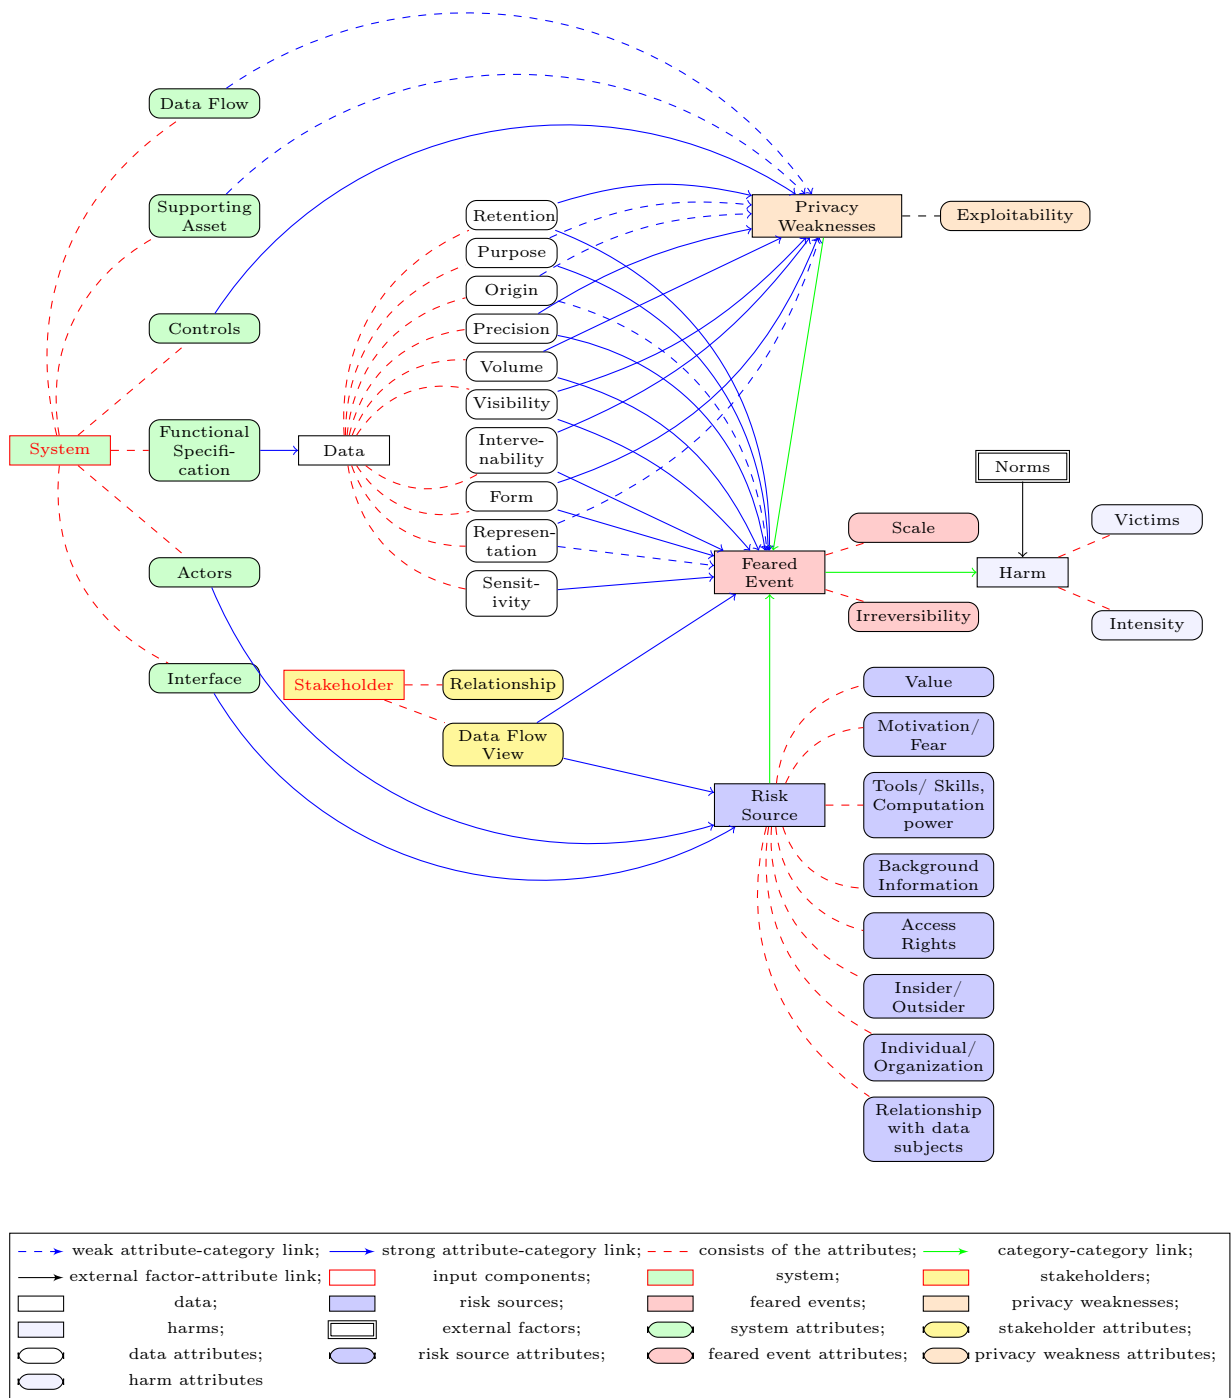 Data Flow
Supporting
Asset
Controls
System
Functional
Specifi-
cation
Data
Actors
Interface
Retention
Purpose
Origin
Precision
Volume
Visibility
Interve-
nability
Form
Represen-
tation
Sensit-
ivity
Stakeholder
Relationship
Data Flow
View
Privacy
Weaknesses
Exploitability
Feared
Event
Scale
Irreversibility
Norms
Harm
Victims
Intensity
Risk
Source
Value
Motivation/
Fear
Tools/ Skills,
Computation
power
Background
Information
Access
Rights
Insider/
Outsider
Individual/
Organization
Relationship
with data
subjects
weak attribute-category link; strong attribute-category link; consists of the attributes; category-category link;
external factor-attribute link; input components; system; stakeholders;
data; risk sources; feared events; privacy weaknesses;
harms; external factors; system attributes; stakeholder attributes;
data attributes; risk source attributes; feared event attributes; privacy weakness attributes;
harm attributes